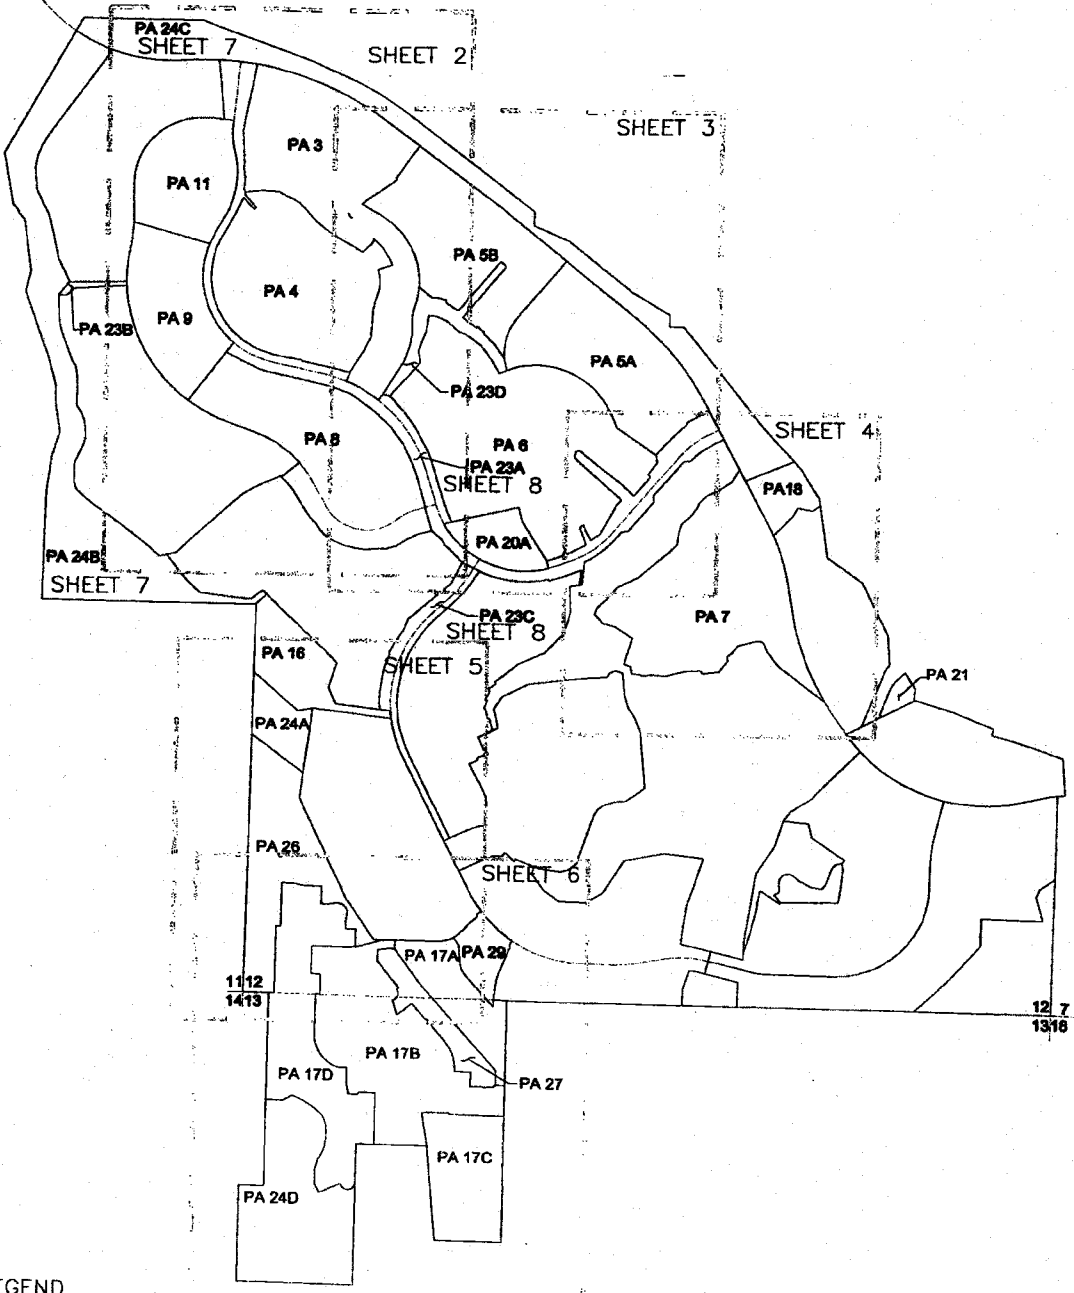 PA 24C
SHEET 7
SHEET 2
SHEET 3
PA 3
PA 11
PA 5B
PA 4
PA 9
PA 23B
PA 5A
PA 23D
SHEET 4
PA 8
PA 6
PA 23A
SHEET 8
PA18
PA 20A
PA 24B
SHEET 7
PA 23C
PA 7
SHEET 8
PA 16
SHEET 5
PA 21
PA 24A
PA 26
SHEET 6
PA 17A
PA 29
11 12
14 13
12 7
13 18
PA 17B
PA 17D
PA 27
PA 17C
PA 24D
EGEND